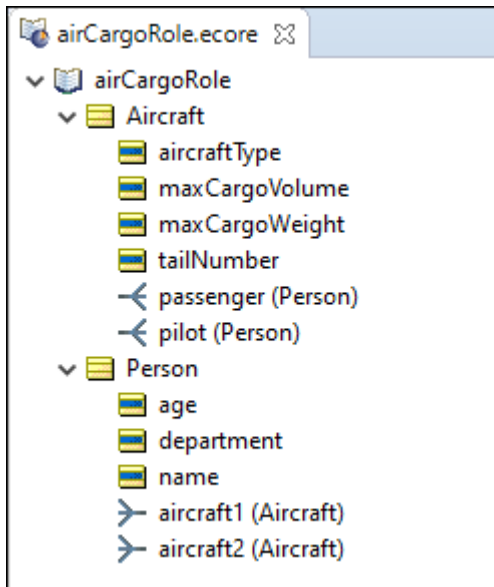 airCargoRole.ecore
airCargoRole
Aircraft
aircraftType
maxCargoVolume
maxCargoWeight
tailNumber
passenger (Person)
pilot (Person)
Person
age
department
name
aircraft1 (Aircraft)
aircraft2 (Aircraft)